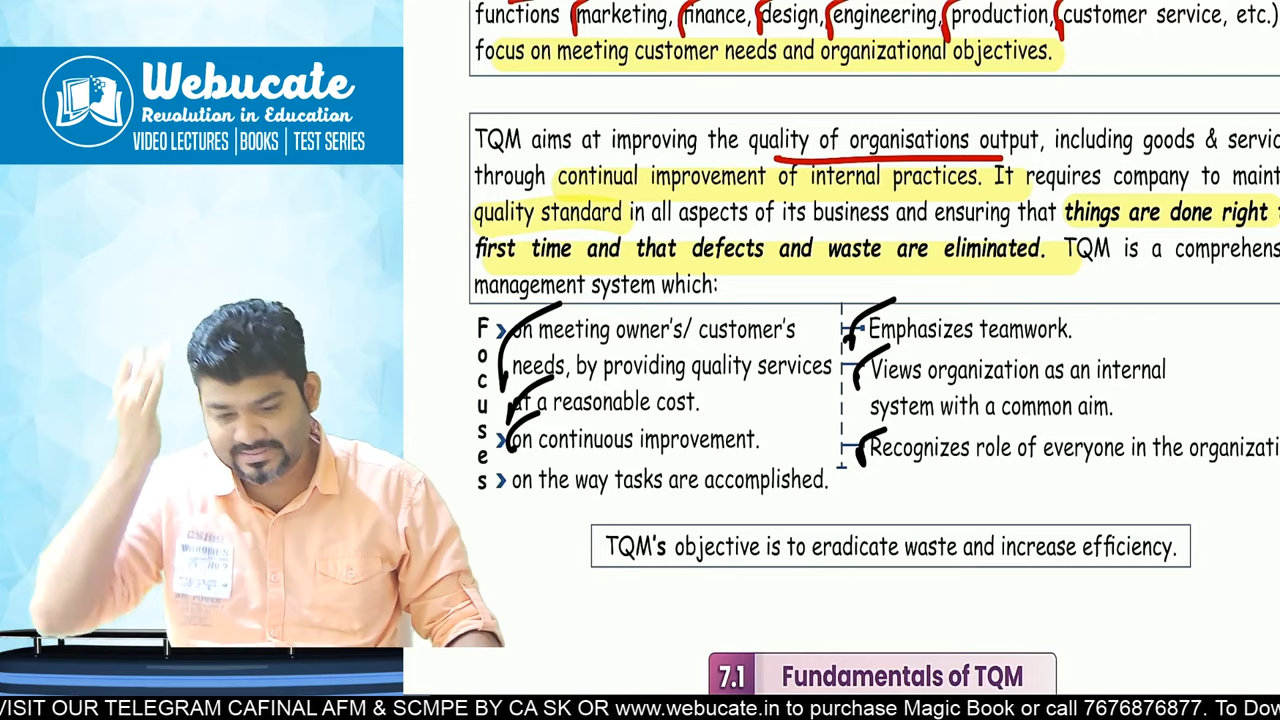 functions (marketing, finance, design, engineering, production, customer service, etc.)
focus on meeting customer needs and organizational objectives.
Webucate
Revolution in Education
VIDEO LECTURES | BOOKS | TEST SERIES
TQM aims at improving the quality of organisations output, including goods & servic
through continual improvement of internal practices. It requires company to maint
quality standard in all aspects of its business and ensuring that things are done right
first time and that defects and waste are eliminated. TQM is a comprehens
management system which:
Focuses
on meeting owner's/ customer's
needs, by providing quality services
at a reasonable cost.
on continuous improvement.
on the way tasks are accomplished.
Emphasizes teamwork.
Views organization as an internal
system with a common aim.
Recognizes role of everyone in the organizati
TQM's objective is to eradicate waste and increase efficiency.
7.1 Fundamentals of TQM
VISIT OUR TELEGRAM CAFINAL AFM & SCMPE BY CA SK OR www.webucate.in to purchase Magic Book or call 7676876877. To Dow